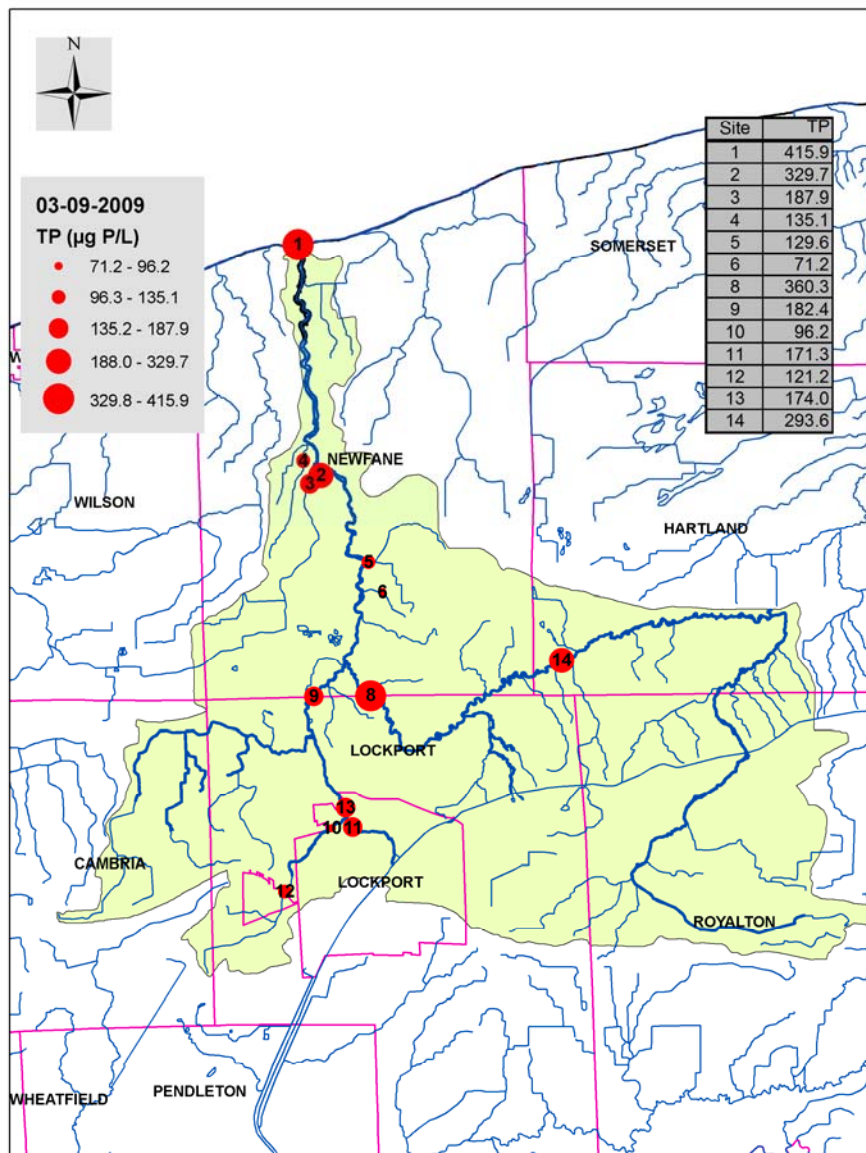 N
Site TP
1 415.9
2 329.7
3 187.9
4 135.1
5 129.6
6 71.2
8 360.3
9 182.4
10 96.2
11 171.3
12 121.2
13 174.0
14 293.6
03-09-2009
TP (µg P/L)
71.2 - 96.2
96.3 - 135.1
135.2 - 187.9
188.0 - 329.7
329.8 - 415.9
1
SOMERSET
W
4
NEWFANE
2
3
WILSON
HARTLAND
5
6
14
9
8
LOCKPORT
13
10
11
CAMBRIA
12
LOCKPORT
ROYALTON
WHEATFIELD
PENDLETON